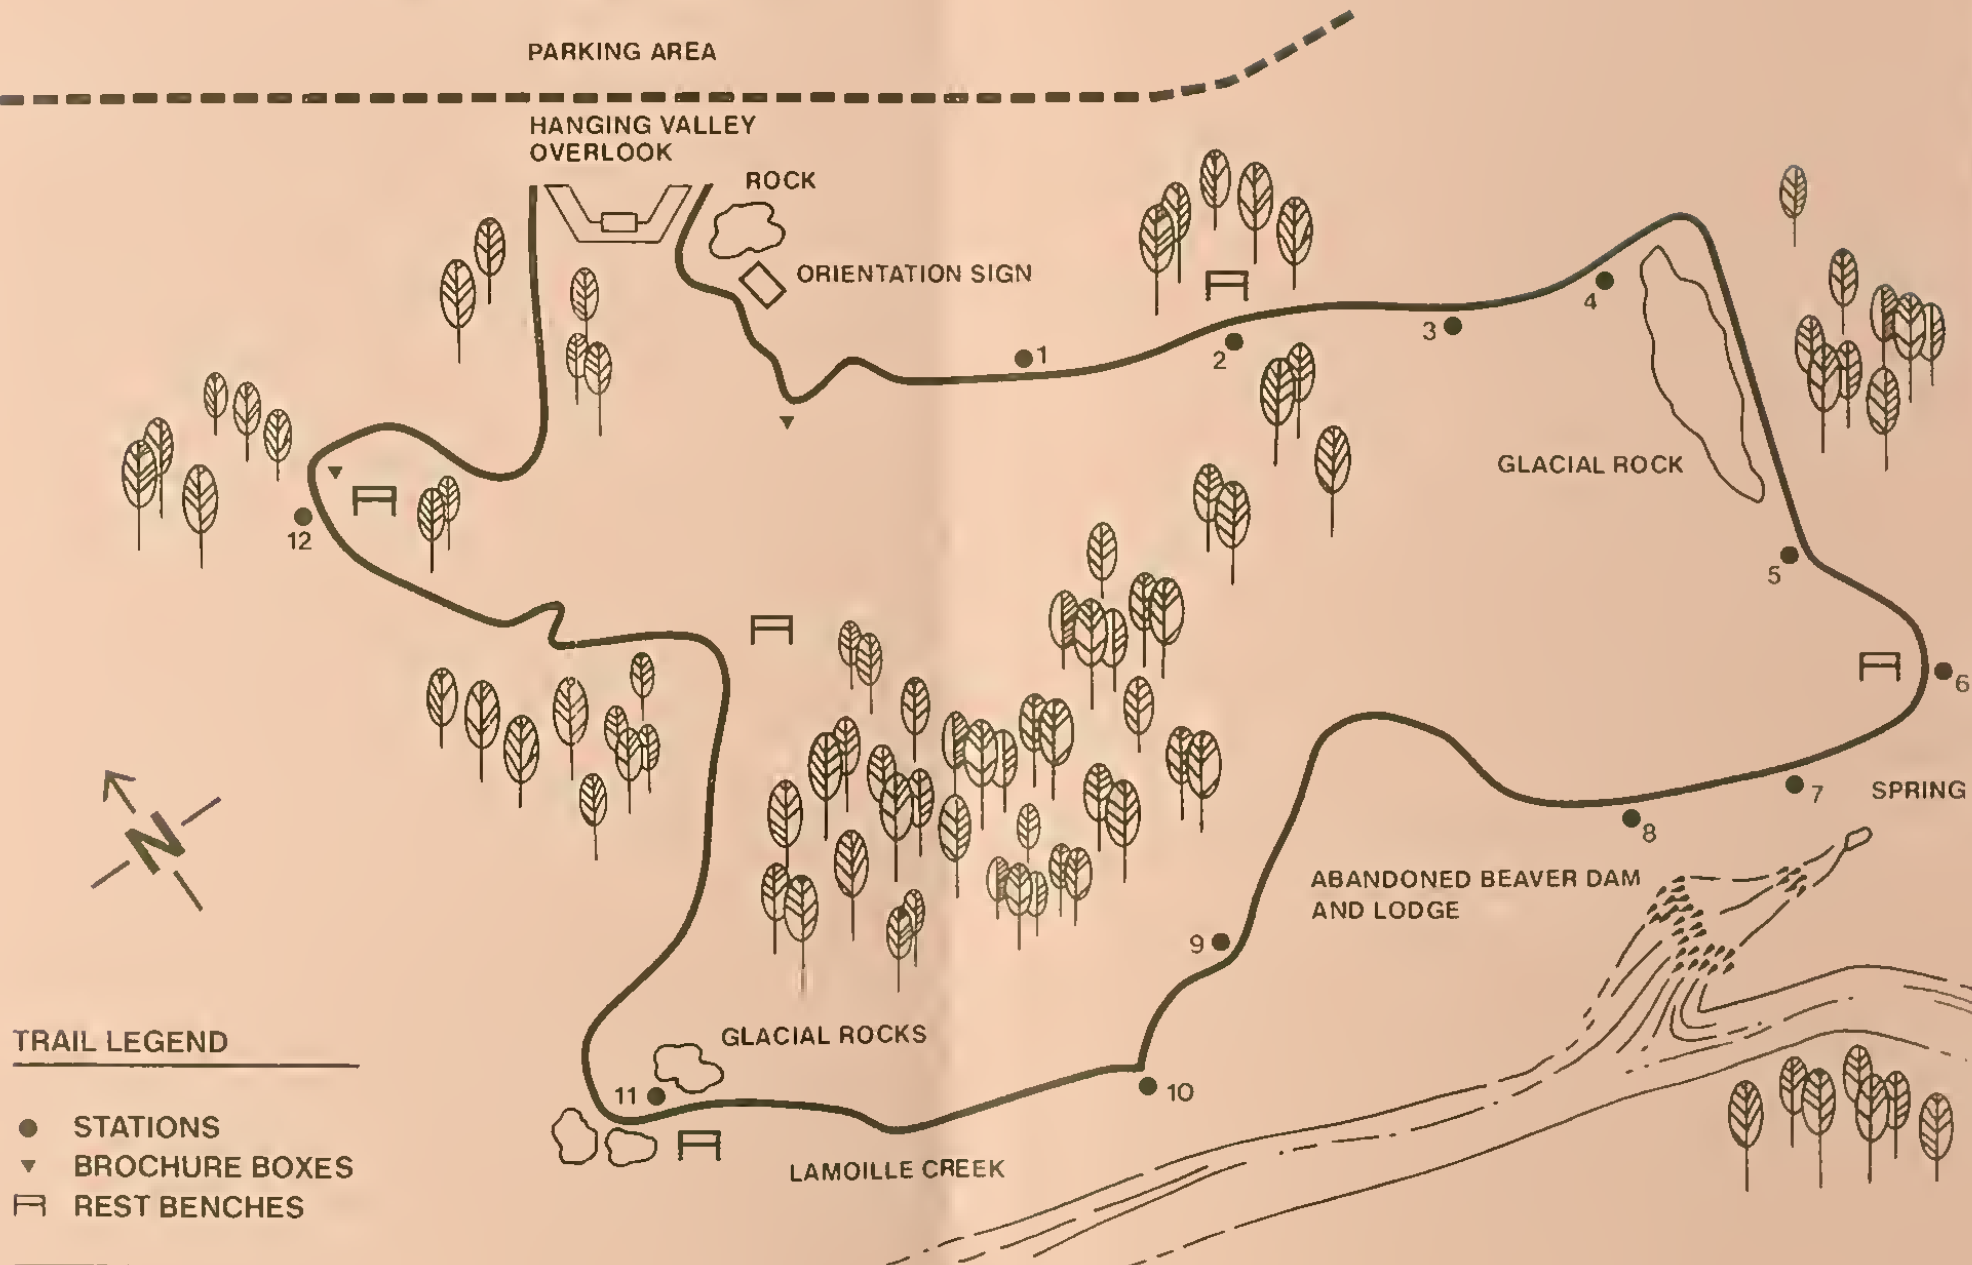 PARKING AREA
HANGING VALLEY
OVERLOOK
ROCK
ORIENTATION SIGN
1
2
3
4
GLACIAL ROCK
5
6
7
SPRING
8
ABANDONED BEAVER DAM
AND LODGE
9
10
GLACIAL ROCKS
11
LAMOILLE CREEK
12
N
TRAIL LEGEND
STATIONS
BROCHURE BOXES
REST BENCHES